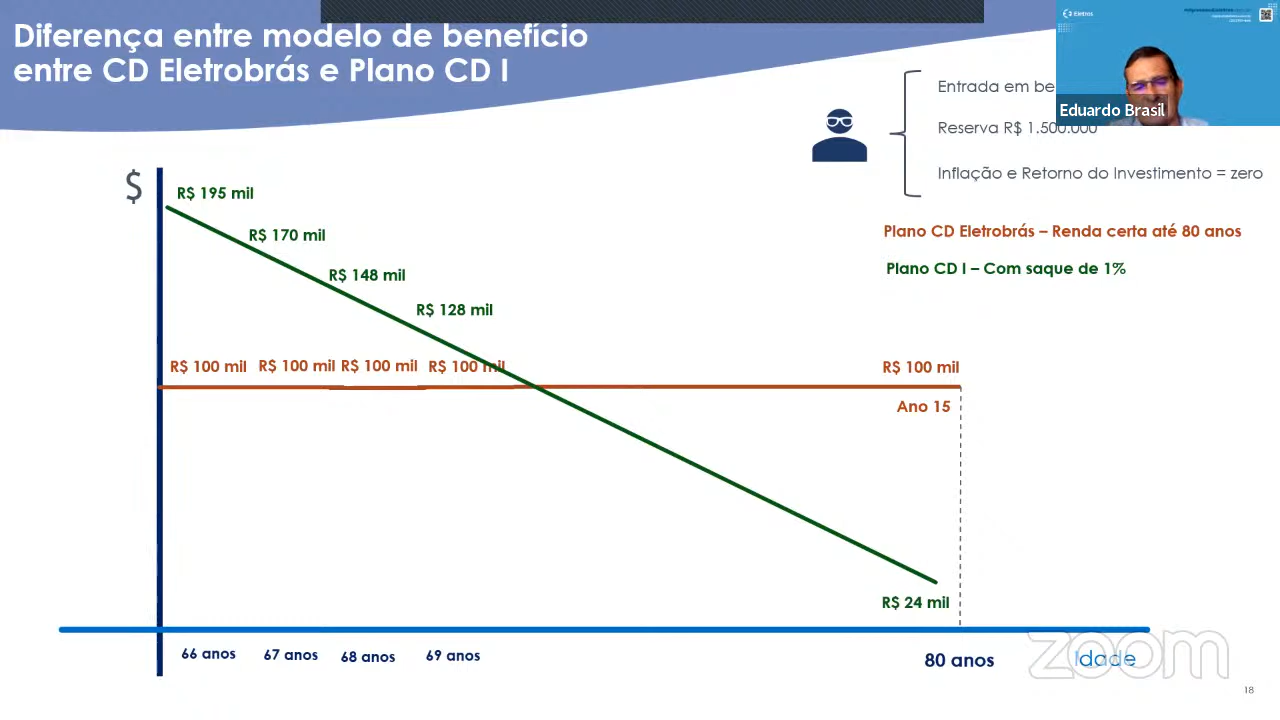 Diferença entre modelo de benefício
entre CD Eletrobrás e Plano CD I
Eletros
Eduardo Brasil
Entrada em be
Reserva R$ 1.500.000
Inflação e Retorno do Investimento = zero
Plano CD Eletrobrás – Renda certa até 80 anos
Plano CD I – Com saque de 1%
$
R$ 195 mil
R$ 170 mil
R$ 148 mil
R$ 128 mil
R$ 100 mil R$ 100 mil R$ 100 mil R$ 100 mil R$ 100 mil
Ano 15
R$ 24 mil
66 anos 67 anos 68 anos 69 anos 80 anos Idade
zoom
18